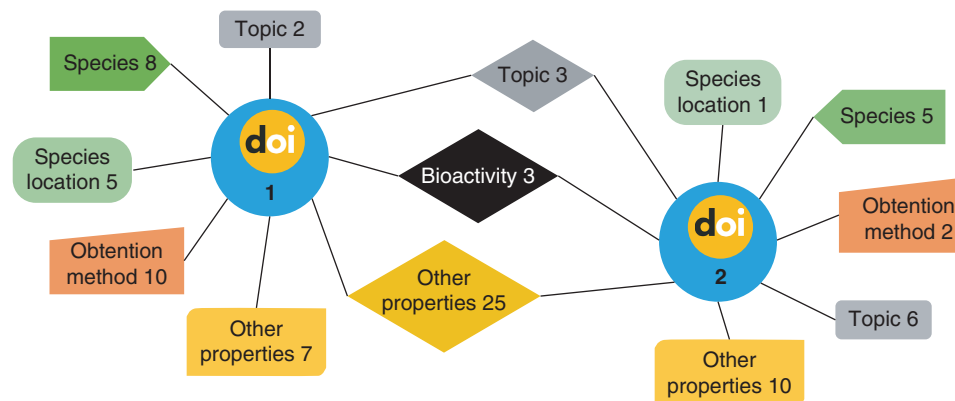 Topic 2
Species 8
Topic 3
Species
location 1
Species 5
doi
1
Species
location 5
Bioactivity 3
doi
2
Obtention
method 2
Obtention
method 10
Other
properties 25
Other
properties 7
Topic 6
Other
properties 10